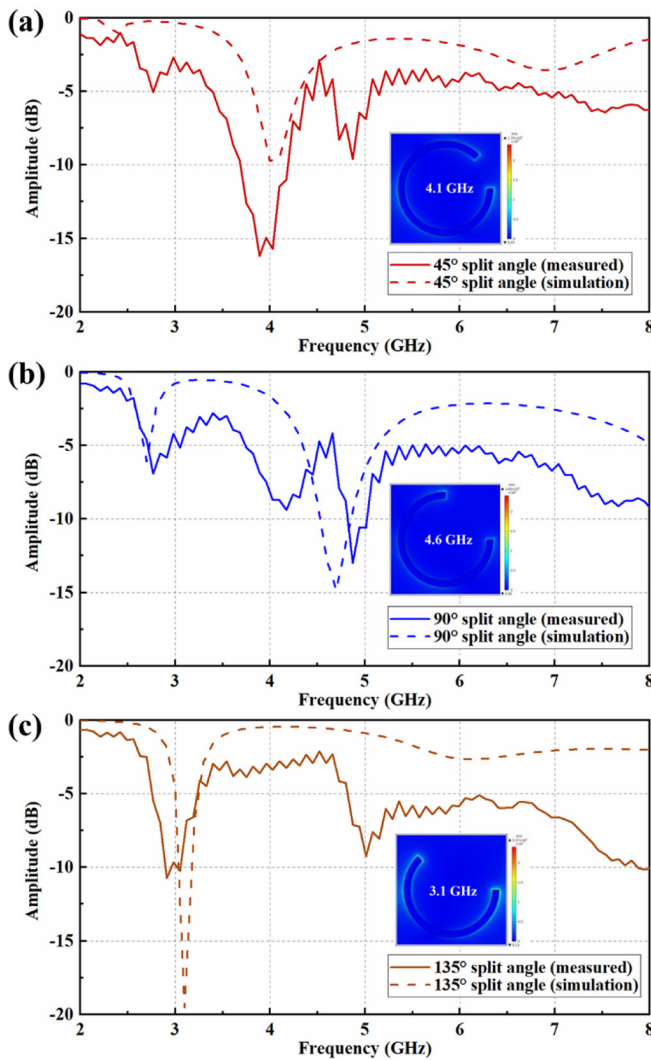 (a)
0
-5
-10
-15
-20
Amplitude (dB)
4.1 GHz
45° split angle (measured)
45° split angle (simulation)
2 3 4 5 6 7 8
Frequency (GHz)
(b)
0
-5
-10
-15
-20
Amplitude (dB)
4.6 GHz
90° split angle (measured)
90° split angle (simulation)
2 3 4 5 6 7 8
Frequency (GHz)
(c)
0
-5
-10
-15
-20
Amplitude (dB)
3.1 GHz
135° split angle (measured)
135° split angle (simulation)
2 3 4 5 6 7 8
Frequency (GHz)